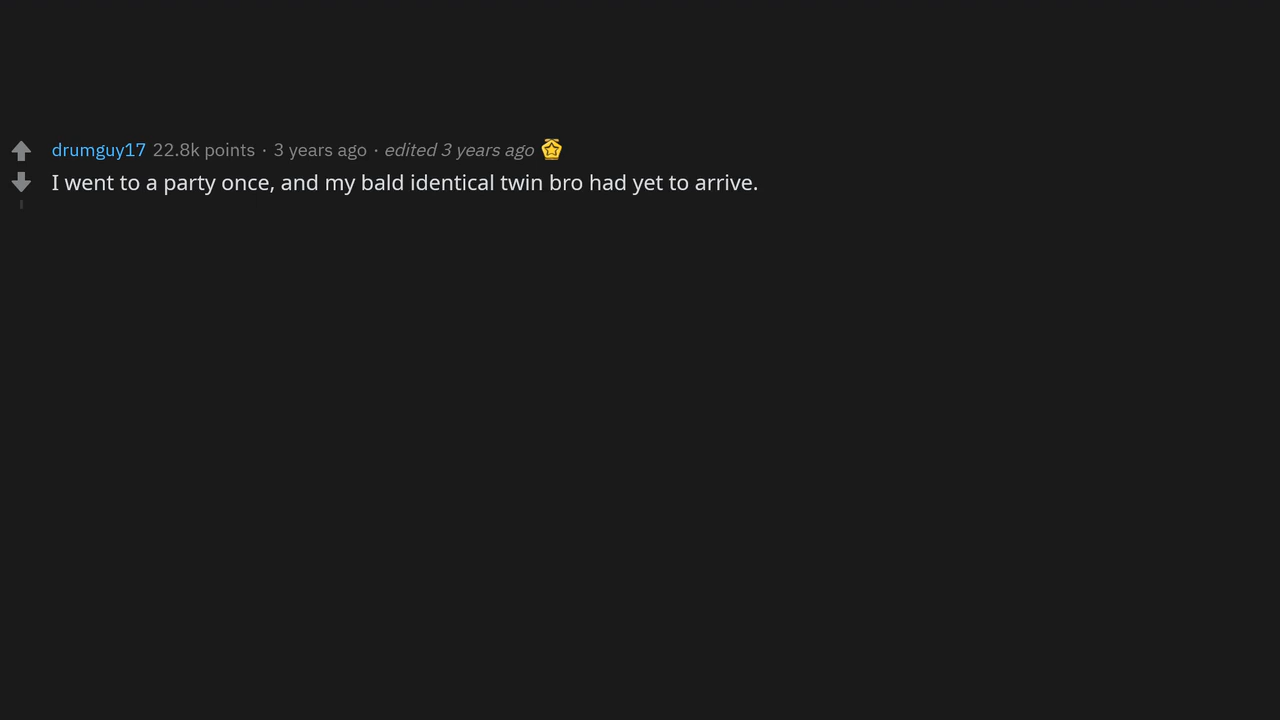 drumguy17 22.8k points · 3 years ago · edited 3 years ago
I went to a party once, and my bald identical twin bro had yet to arrive.